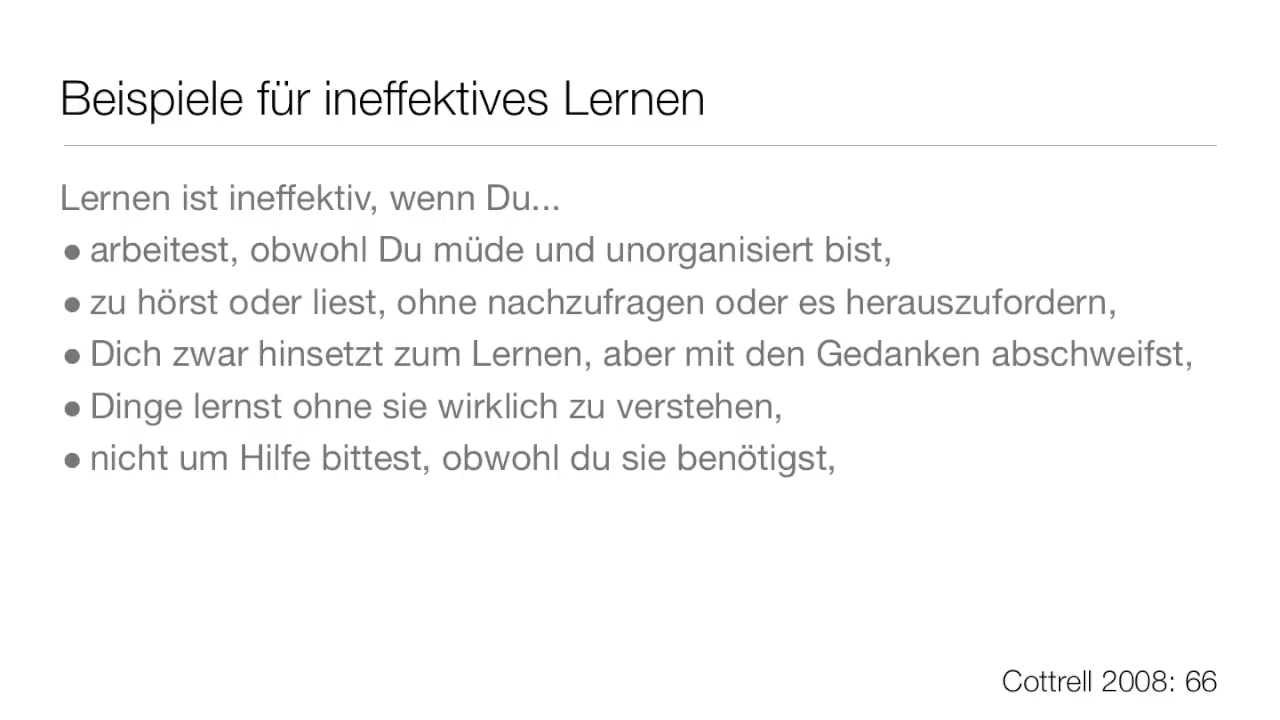 Beispiele für ineffektives Lernen
Lernen ist ineffektiv, wenn Du...
● arbeitest, obwohl Du müde und unorganisiert bist,
● zu hörst oder liest, ohne nachzufragen oder es herauszufordern,
● Dich zwar hinsetzt zum Lernen, aber mit den Gedanken abschweifst,
● Dinge lernst ohne sie wirklich zu verstehen,
● nicht um Hilfe bittest, obwohl du sie benötigst,
Cottrell 2008: 66